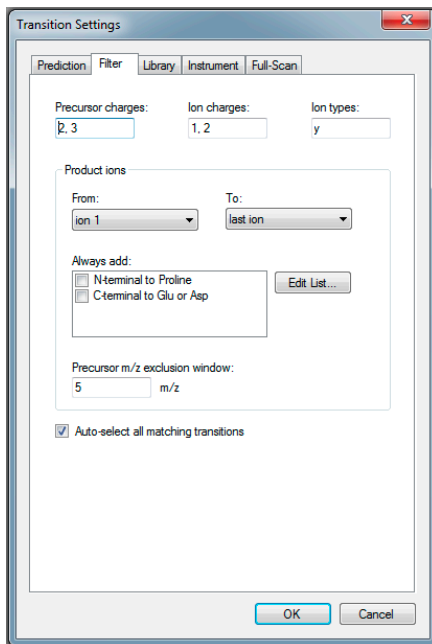 Transition Settings
Prediction Filter Library Instrument Full-Scan
Precursor charges: Ion charges: Ion types:
2, 3 1, 2 y
Product ions
From: To:
ion 1 last ion
Always add:
N-terminal to Proline
C-terminal to Glu or Asp
Edit List...
Precursor m/z exclusion window:
5 m/z
Auto-select all matching transitions
OK Cancel